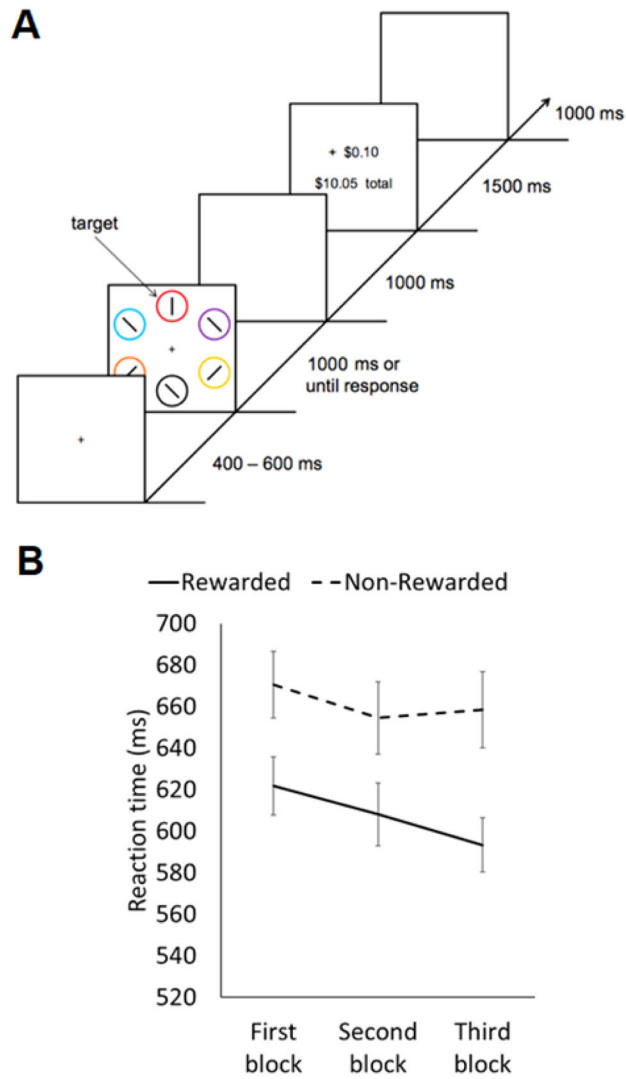 A
1000 ms
+ $0.10
$10.05 total
1500 ms
target
1000 ms
+
1000 ms or
until response
+
400 – 600 ms
B
Rewarded Non-Rewarded
700
680
660
640
620
600
580
560
540
520
Reaction time (ms)
First Second Third
block block block